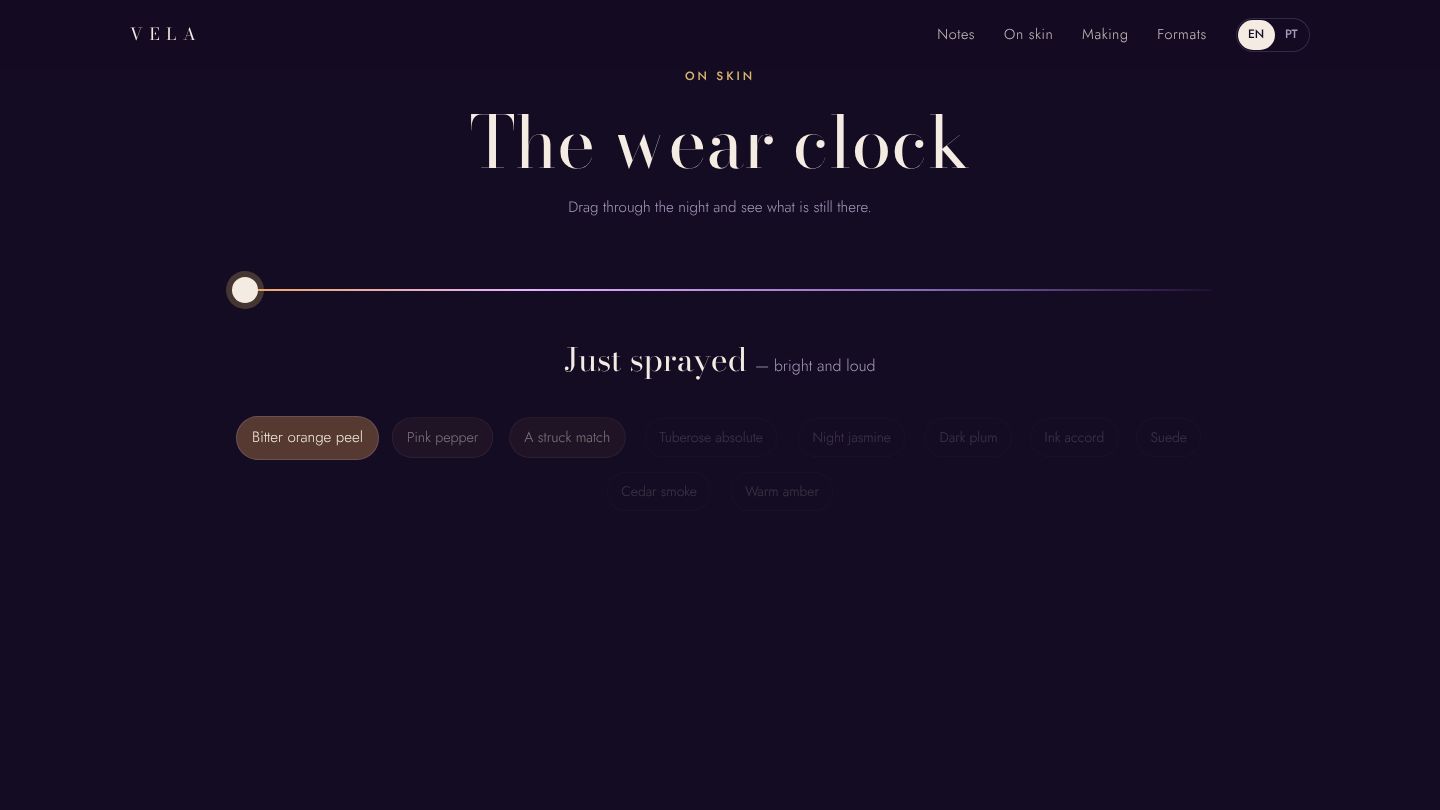 VELA
Notes On skin Making Formats EN PT
ON SKIN
The wear clock
Drag through the night and see what is still there.
Just sprayed — bright and loud
Bitter orange peel Pink pepper A struck match Tuberose absolute Night jasmine Dark plum Ink accord Suede
Cedar smoke Warm amber